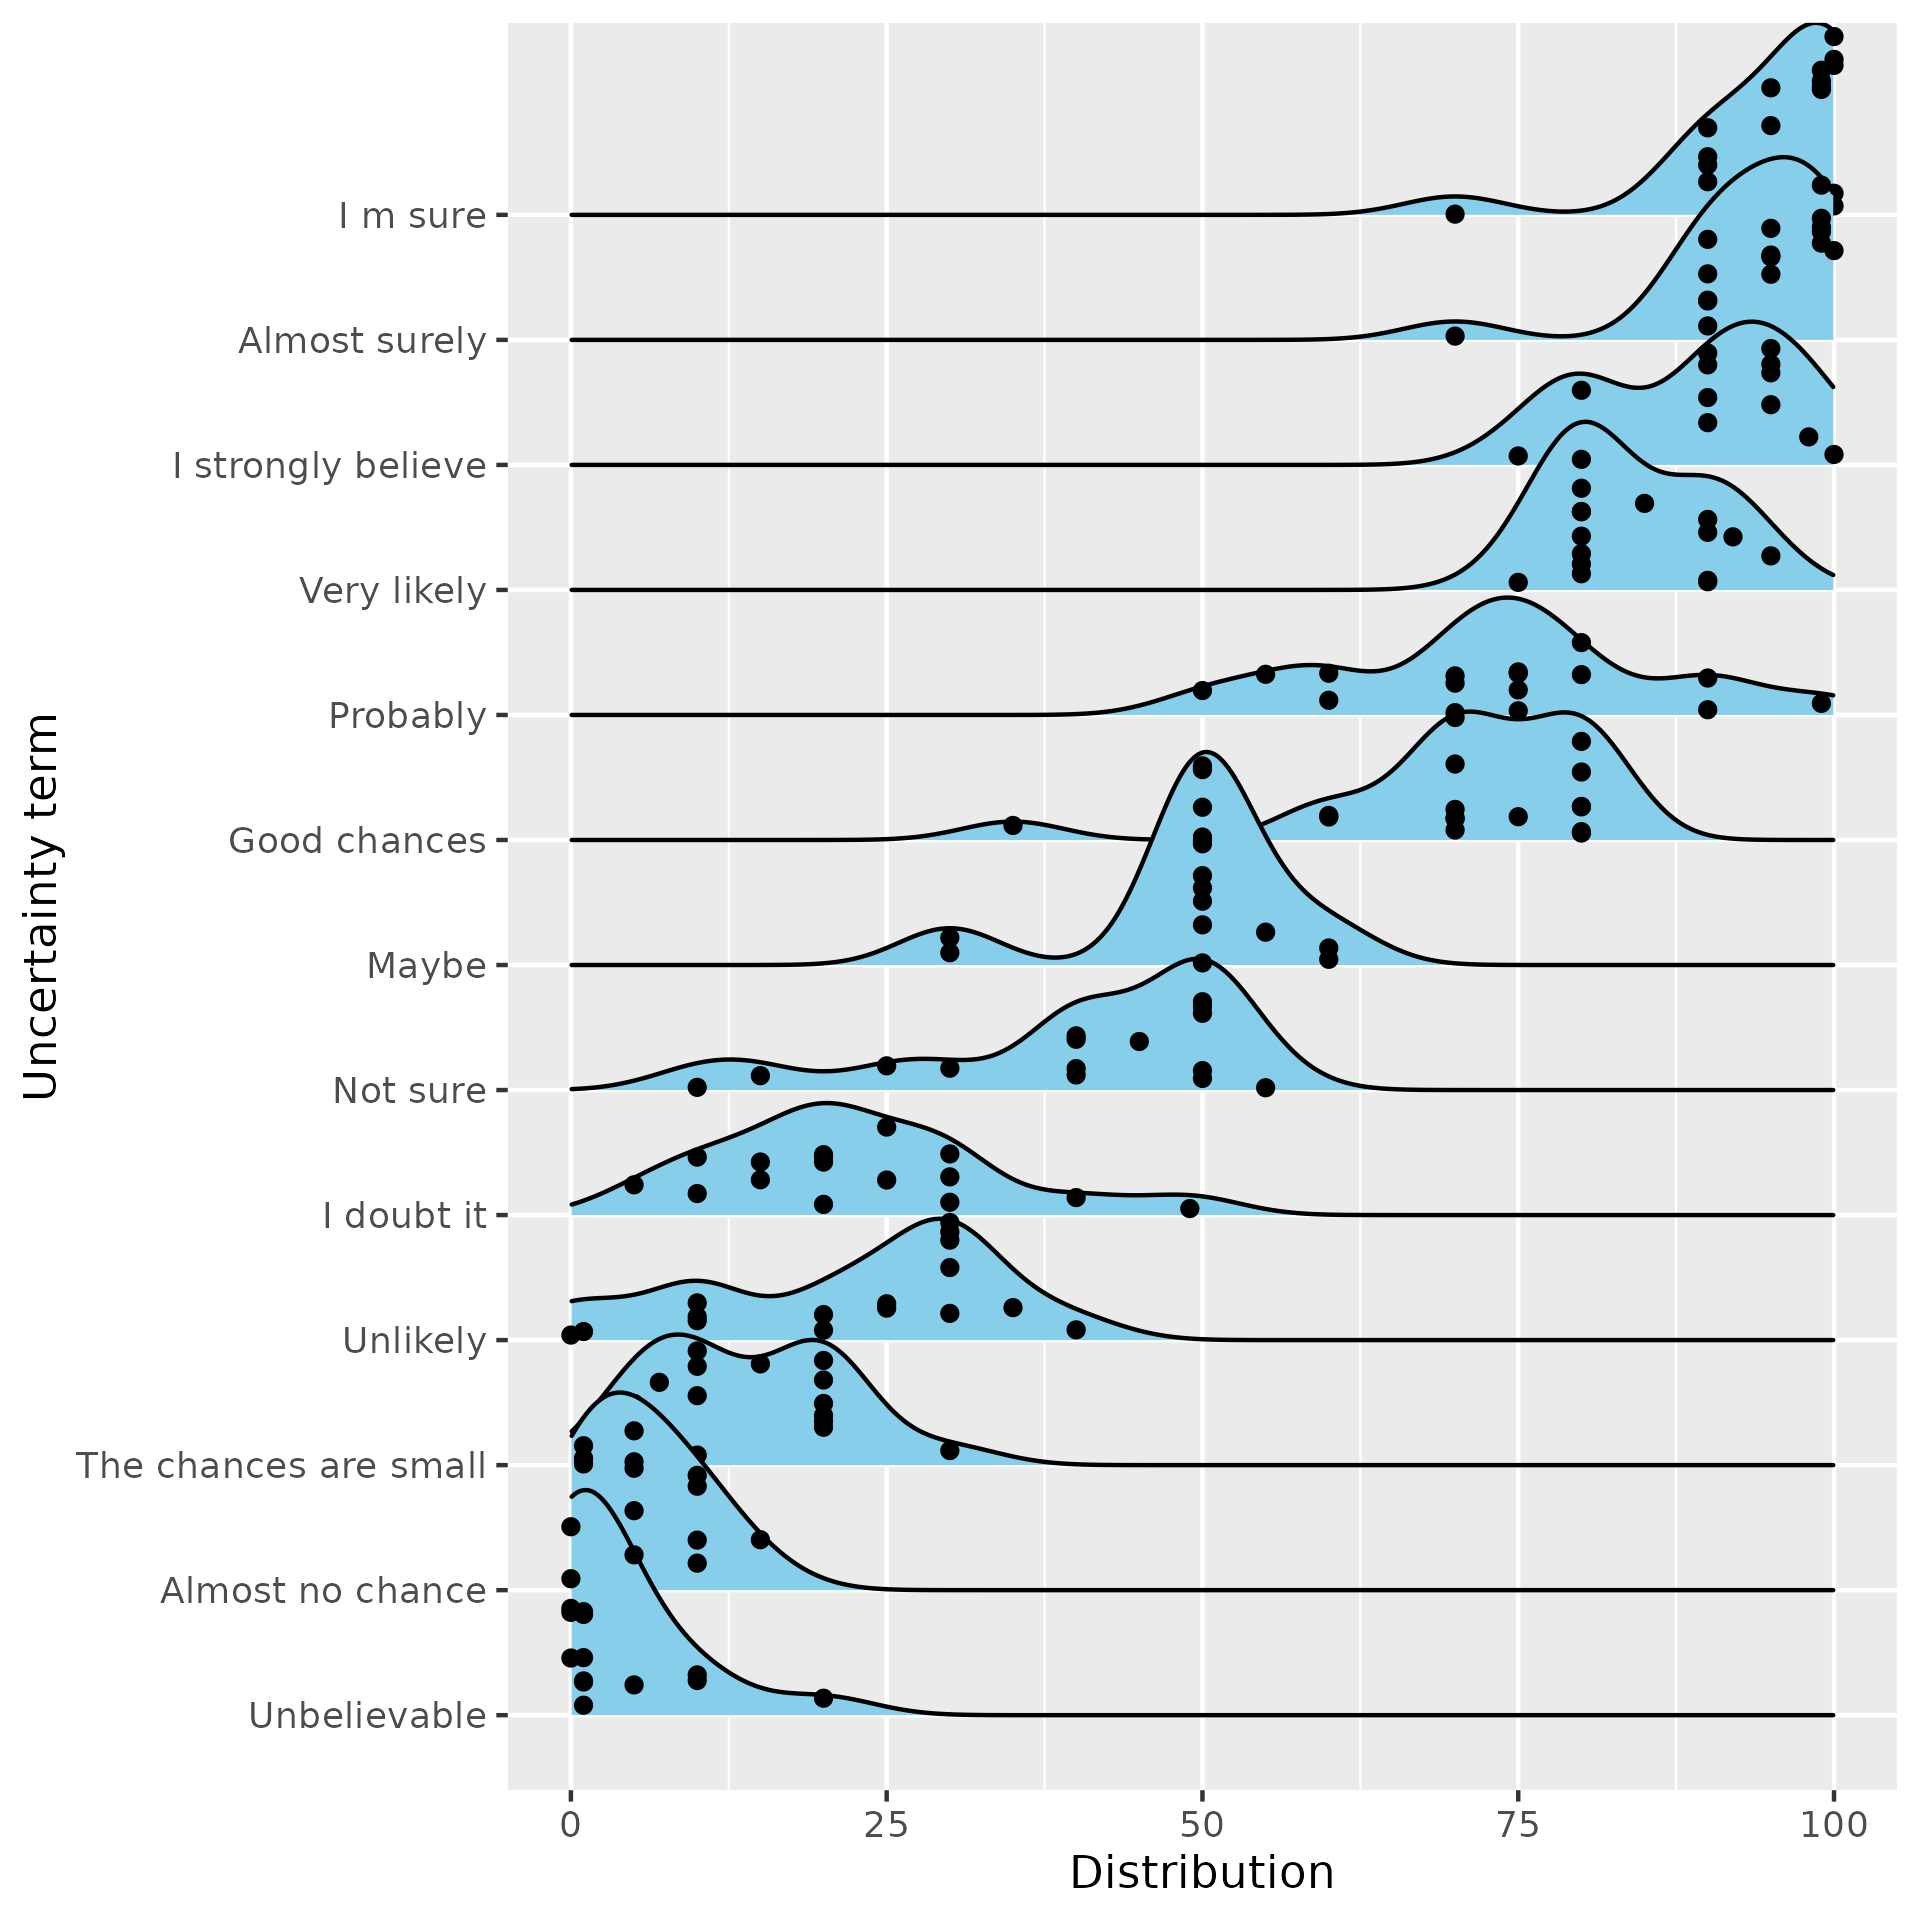 Uncertainty term
I m sure
Almost surely
I strongly believe
Very likely
Probably
Good chances
Maybe
Not sure
I doubt it
Unlikely
The chances are small
Almost no chance
Unbelievable
0 25 50 75 100
Distribution